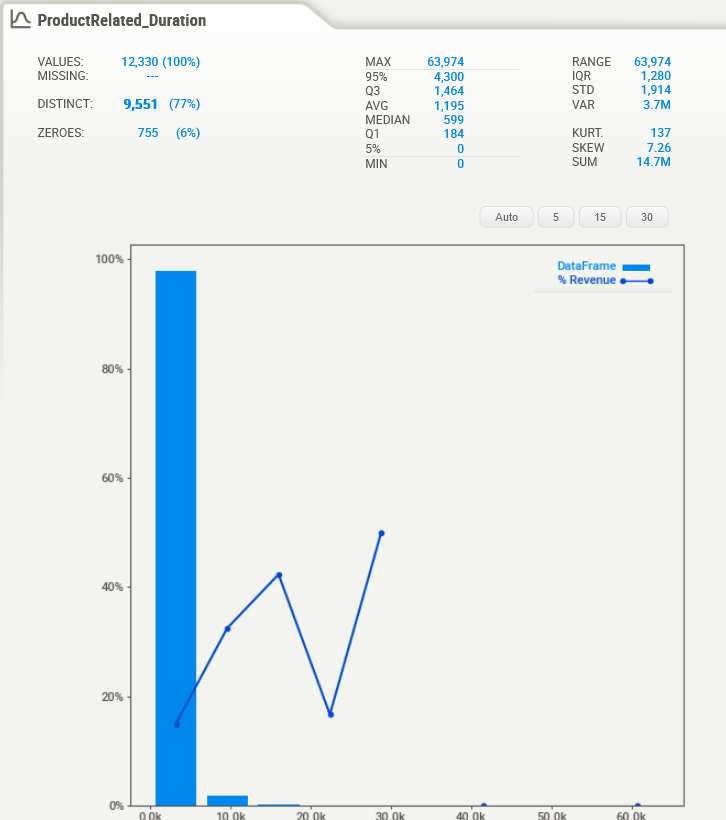 ProductRelated_Duration
VALUES: 12,330 (100%)
MISSING: ---
DISTINCT: 9,551 (77%)
ZEROES: 755 (6%)
MAX 63,974
95% 4,300
Q3 1,464
AVG 1,195
MEDIAN 599
Q1 184
5% 0
MIN 0
RANGE 63,974
IQR 1,280
STD 1,914
VAR 3.7M
KURT. 137
SKEW 7.26
SUM 14.7M
Auto 5 15 30
DataFrame
% Revenue
100%
80%
60%
40%
20%
0%
0.0k 10.0k 20.0k 30.0k 40.0k 50.0k 60.0k